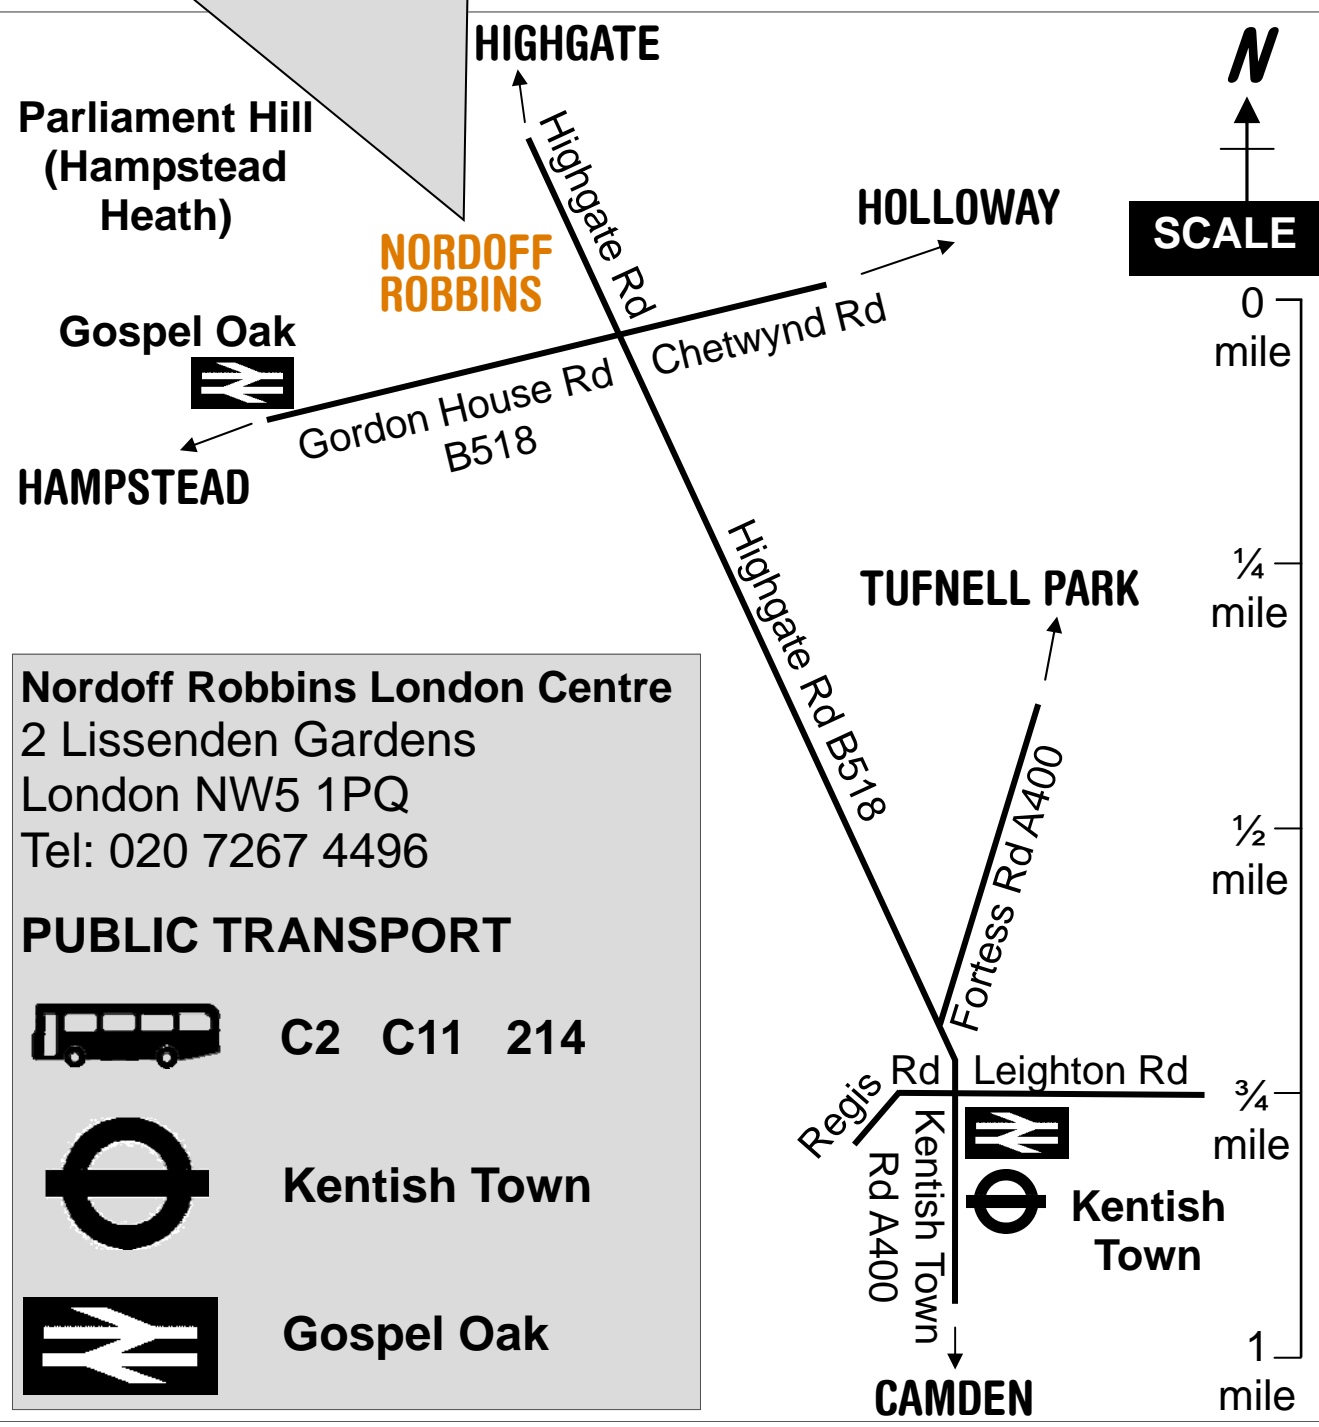 HIGHGATE
N
Parliament Hill
(Hampstead
Heath)
Highgate Rd
HOLLOWAY
SCALE
NORDOFF
ROBBINS
0
mile
Gospel Oak
Chetwynd Rd
Gordon House Rd
B518
HAMPSTEAD
Highgate Rd B518
¼
mile
TUFNELL PARK
Nordoff Robbins London Centre
2 Lissenden Gardens
London NW5 1PQ
Tel: 020 7267 4496
PUBLIC TRANSPORT
C2 C11 214
Kentish Town
Gospel Oak
Fortess Rd A400
½
mile
Regis Rd
Leighton Rd
¾
mile
Kentish Town
Rd A400
Kentish
Town
CAMDEN
1
mile